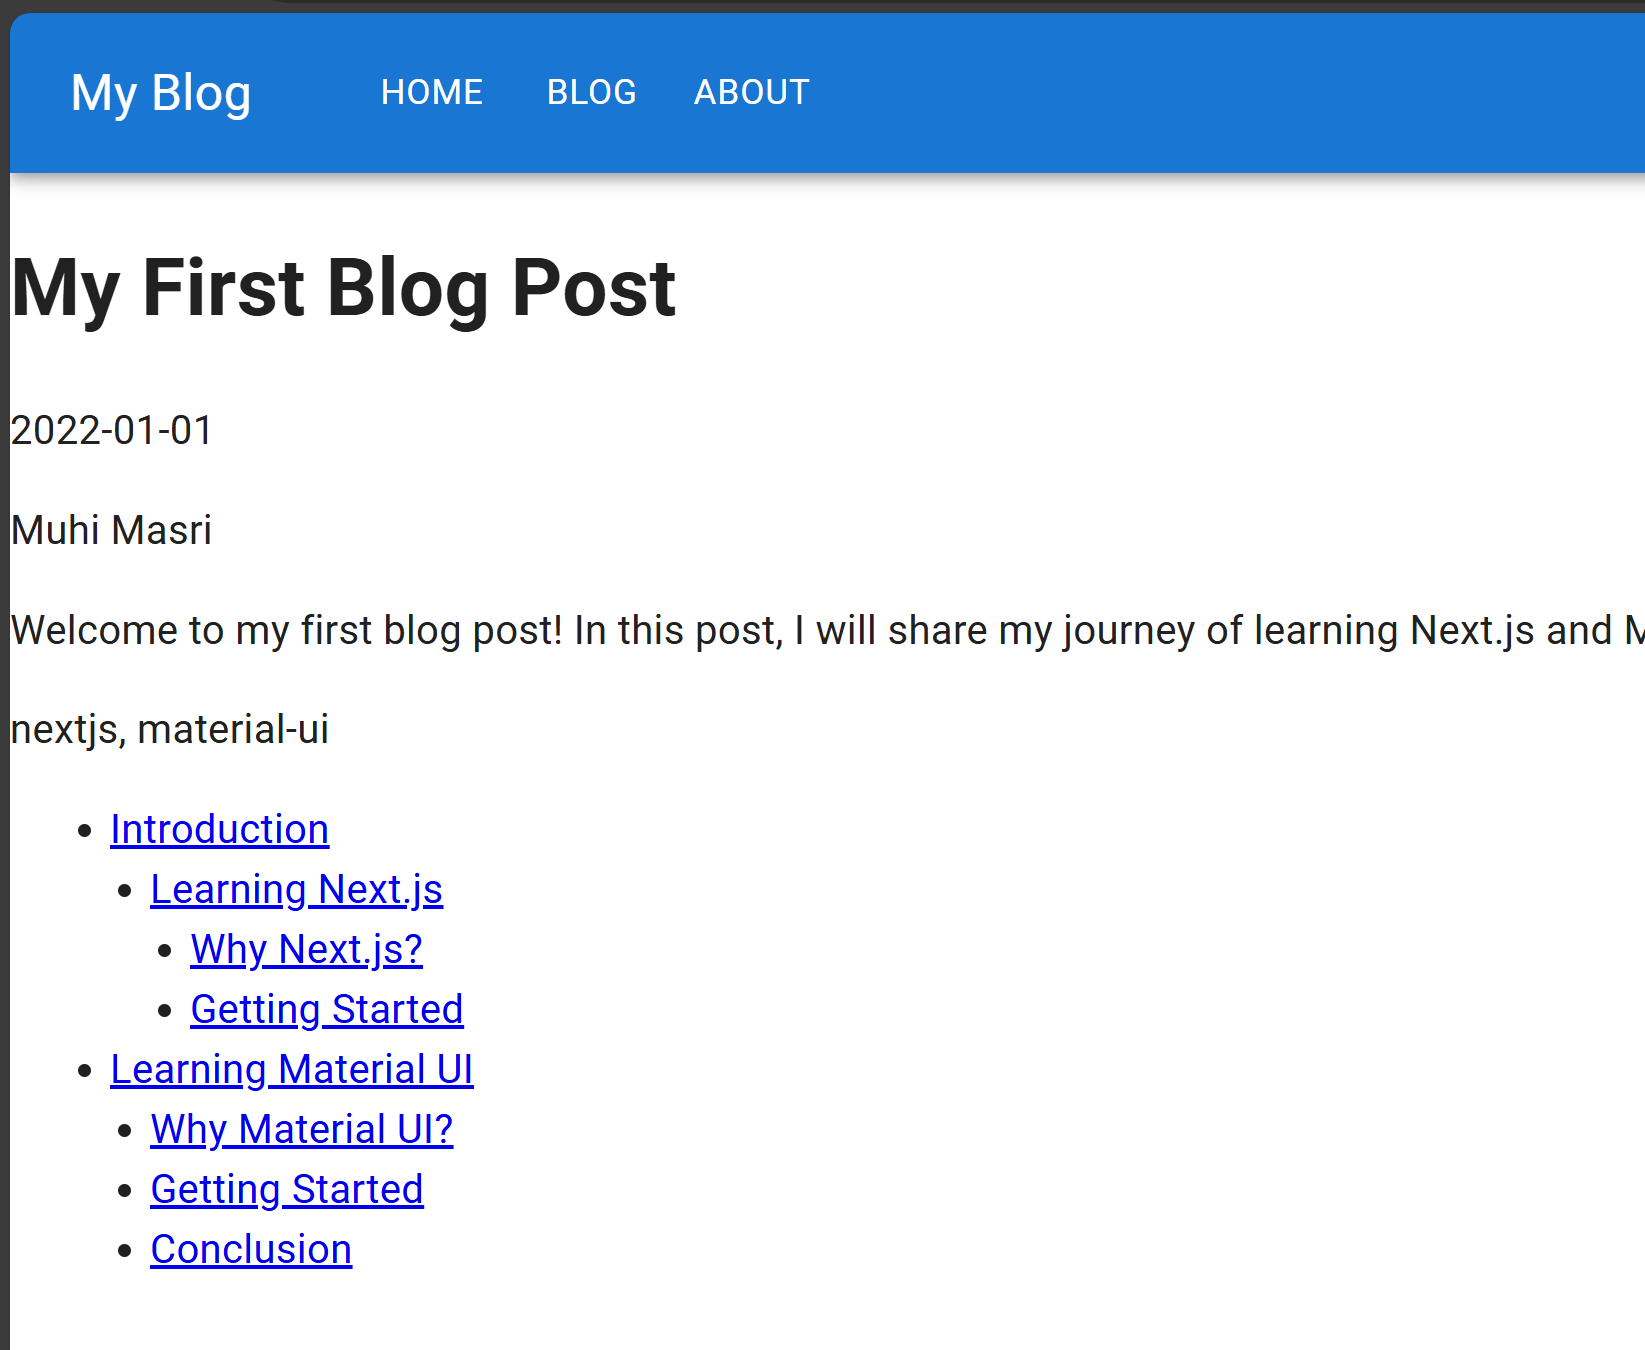 My Blog HOME BLOG ABOUT
My First Blog Post
2022-01-01
Muhi Masri
Welcome to my first blog post! In this post, I will share my journey of learning Next.js and
nextjs, material-ui
Introduction
Learning Next.js
Why Next.js?
Getting Started
Learning Material UI
Why Material UI?
Getting Started
Conclusion